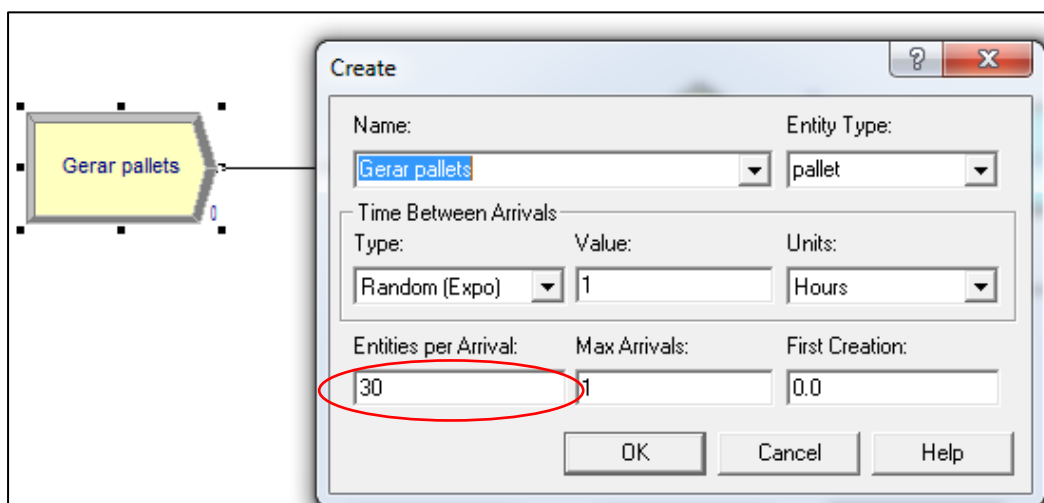 Create
Gerar pallets
0
Name:
Entity Type:
Gerar pallets
pallet
Time Between Arrivals
Type:
Value:
Units:
Random (Expo)
1
Hours
Entities per Arrival:
Max Arrivals:
First Creation:
30
1
0.0
OK
Cancel
Help